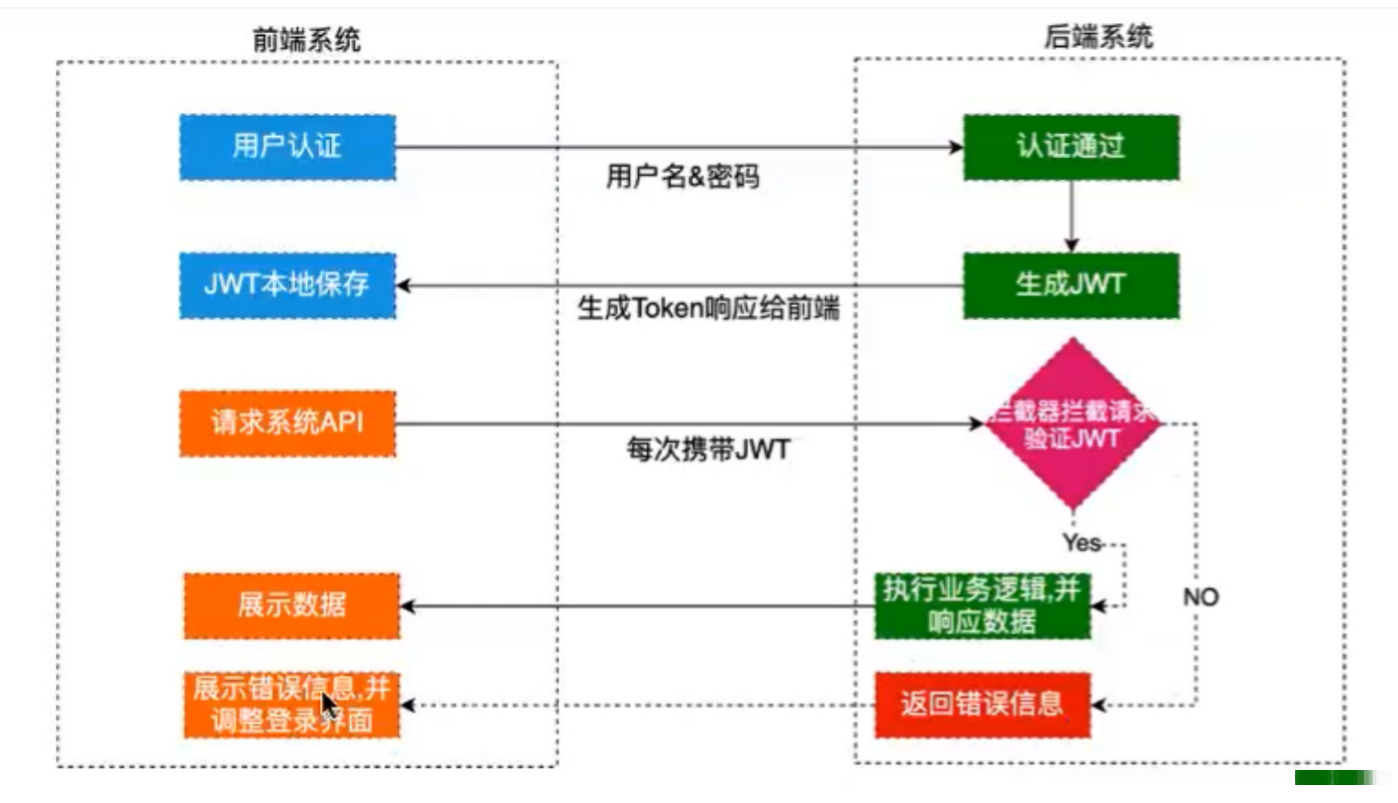 前端系统
后端系统
用户认证
用户名&密码
认证通过
JWT本地保存
生成Token响应给前端
生成JWT
请求系统API
每次携带JWT
拦截器拦截请求
验证JWT
Yes
NO
展示数据
执行业务逻辑,并
响应数据
展示错误信息,并
调整登录界面
返回错误信息